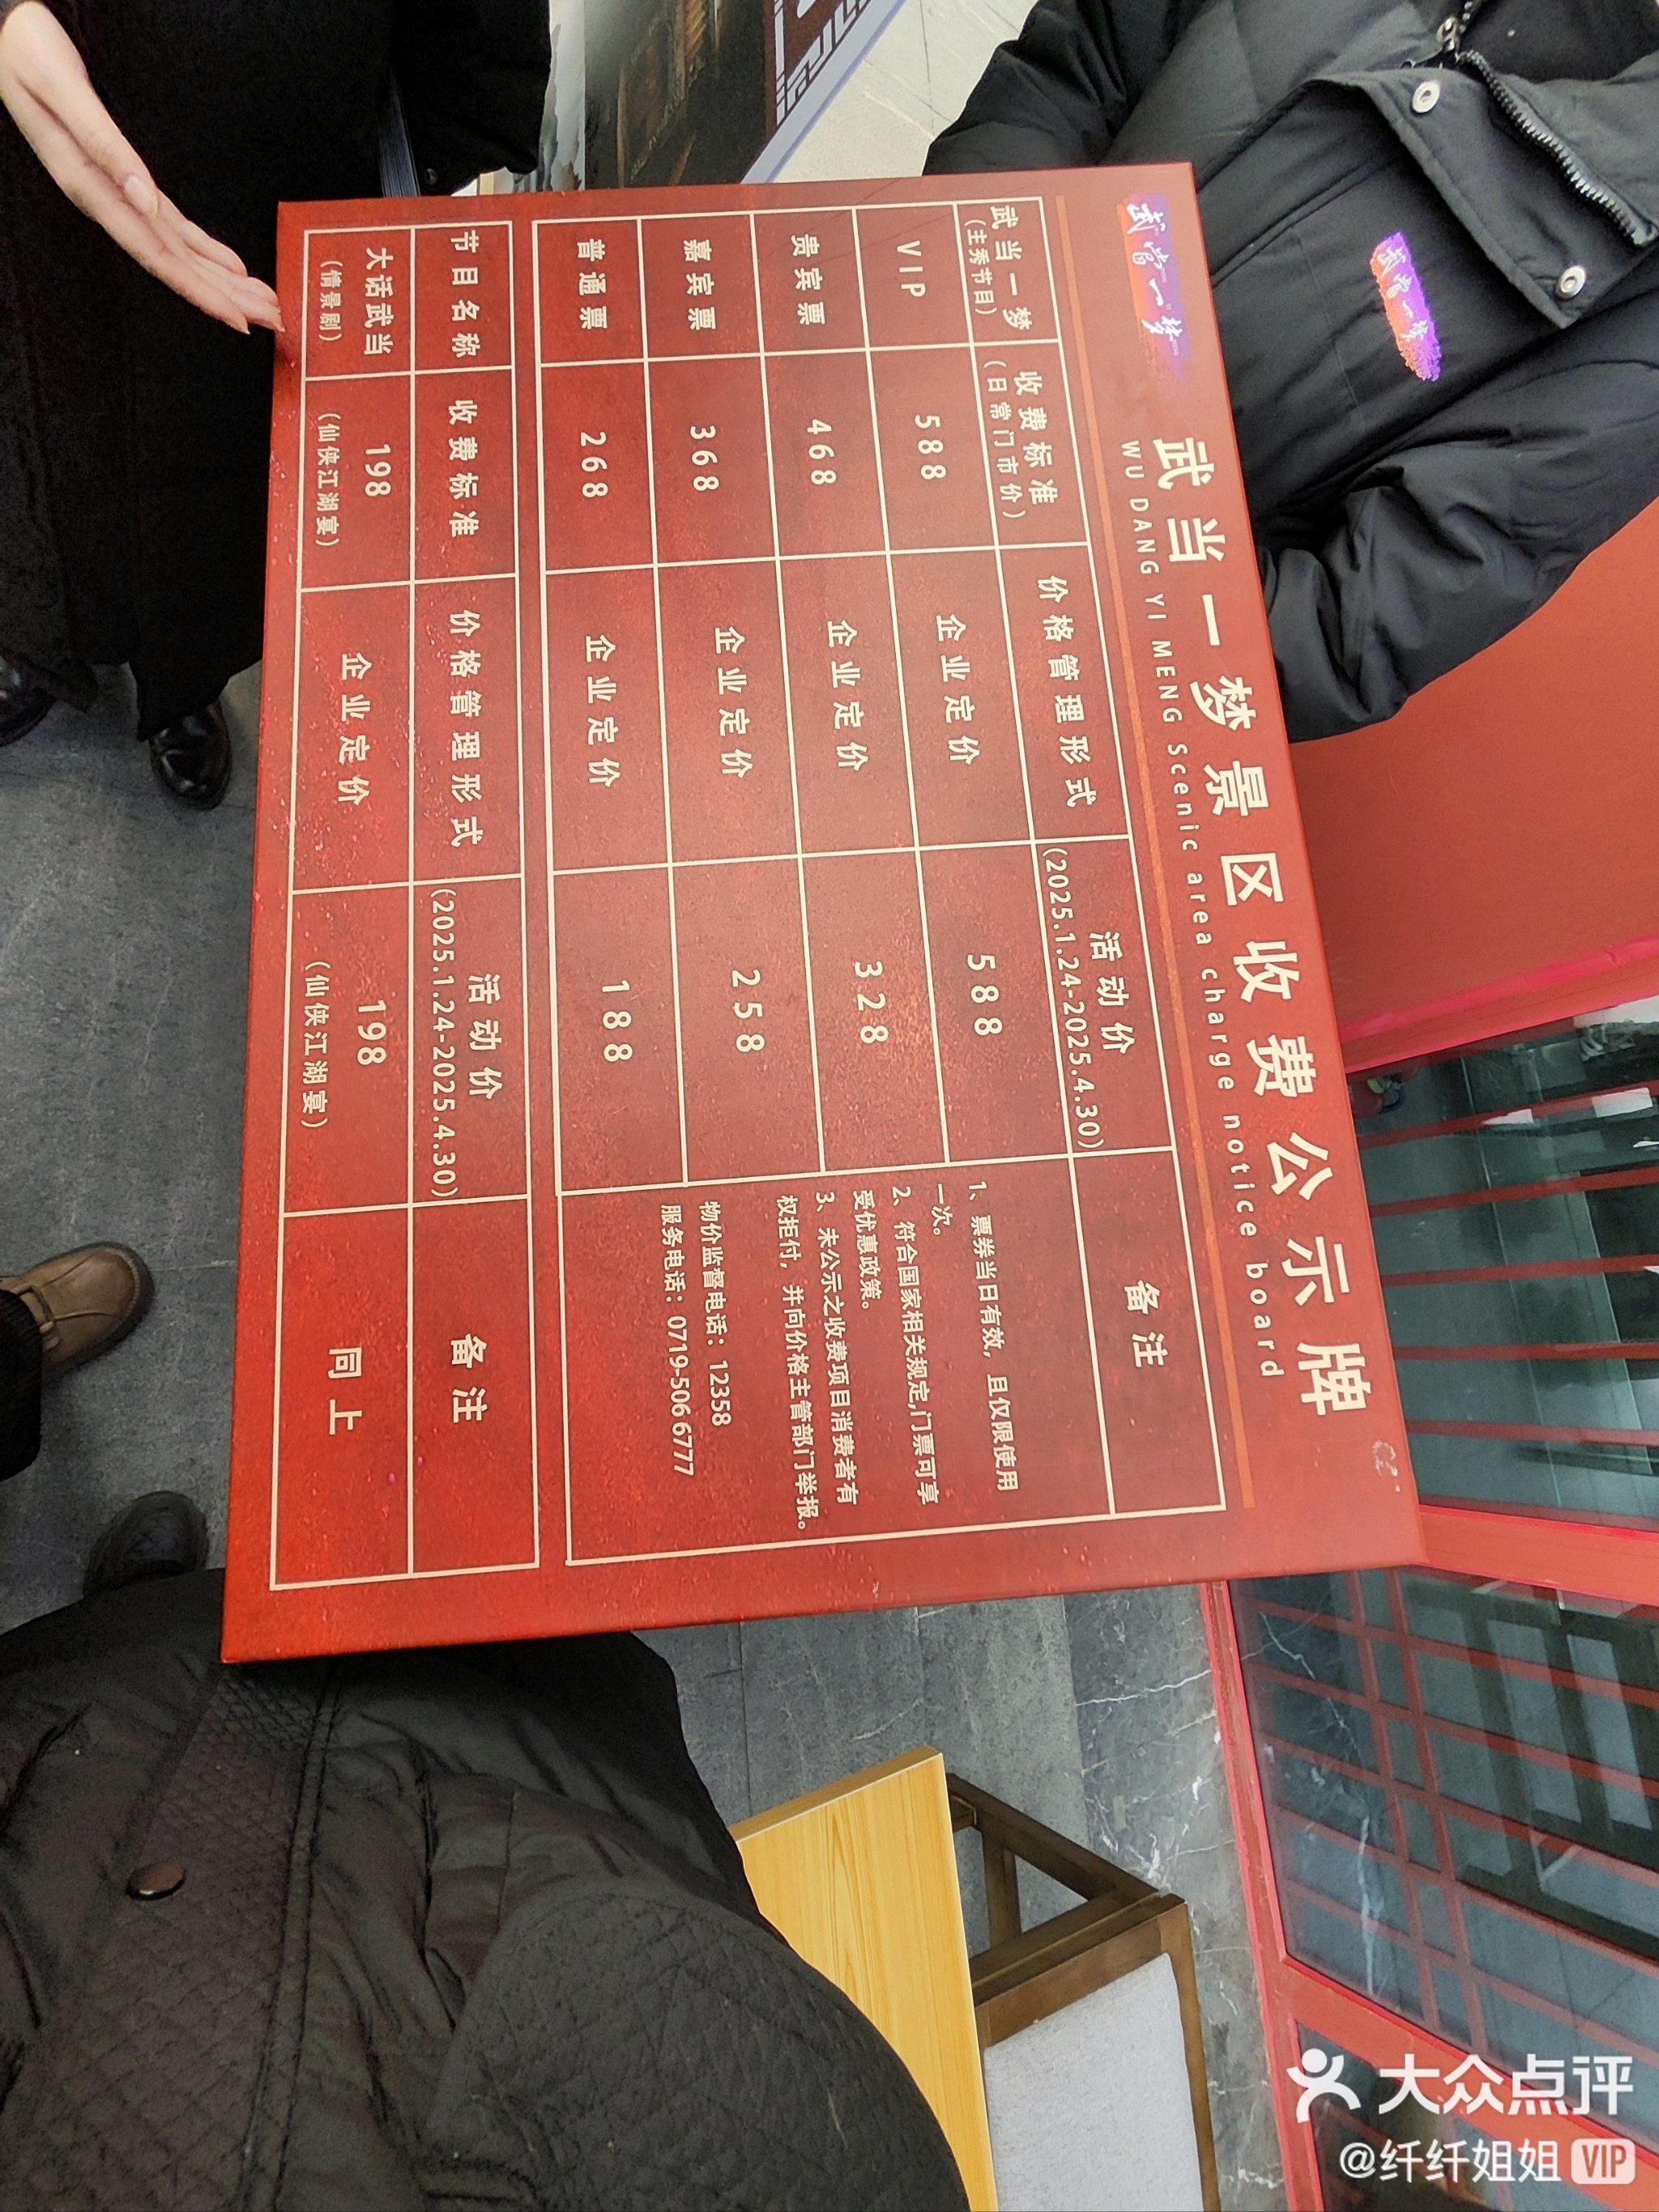 武当一梦
武当一梦景区收费公示牌
WU DANG YI MENG Scenic area charge notice board
武当一梦
(主秀节目)
收费标准
(日常门市价)
价格管理形式
活动价
(2025.1.24-2025.4.30)
备注
VIP
588
企业定价
588
贵宾票
468
企业定价
328
嘉宾票
368
企业定价
258
普通票
268
企业定价
188
1、票券当日有效，且仅限使用
一次。
2、符合国家相关规定,门票可享
受优惠政策。
3、未公示之收费项目消费者有
权拒付，并向价格主管部门举报。
物价监督电话：12358
服务电话：0719-5066777
节目名称
收费标准
价格管理形式
活动价
(2025.1.24-2025.4.30)
备注
大话武当
(情景剧)
198
(仙侠江湖宴)
企业定价
198
(仙侠江湖宴)
同上
武当一梦
大众点评
@纤纤姐姐 VIP